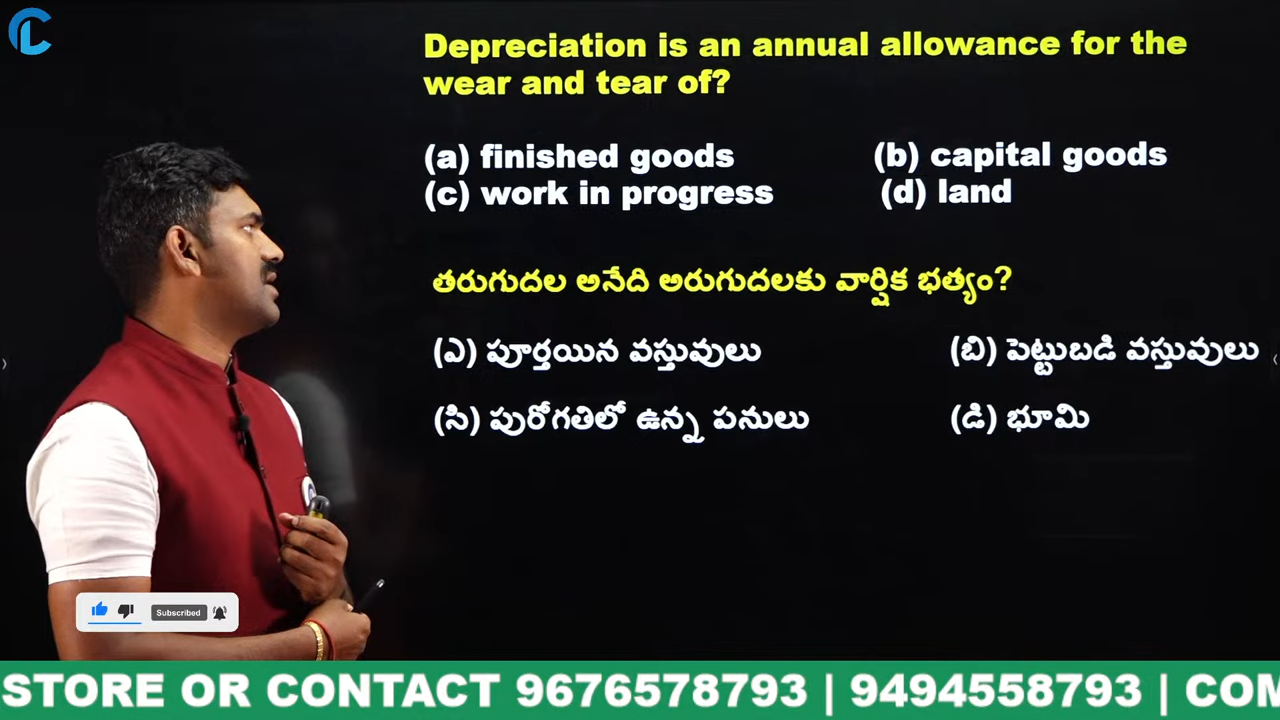 Depreciation is an annual allowance for the
wear and tear of?
(a) finished goods (b) capital goods
(c) work in progress (d) land
తరుగుదల అనేది అరుగుదలకు వార్షిక భత్యం?
(ఎ) పూర్తయిన వస్తువులు (బి) పెట్టుబడి వస్తువులు
(సి) పురోగతిలో ఉన్న పనులు (డి) భూమి
Subscribed
STORE OR CONTACT 9676578793 | 9494558793 | COM